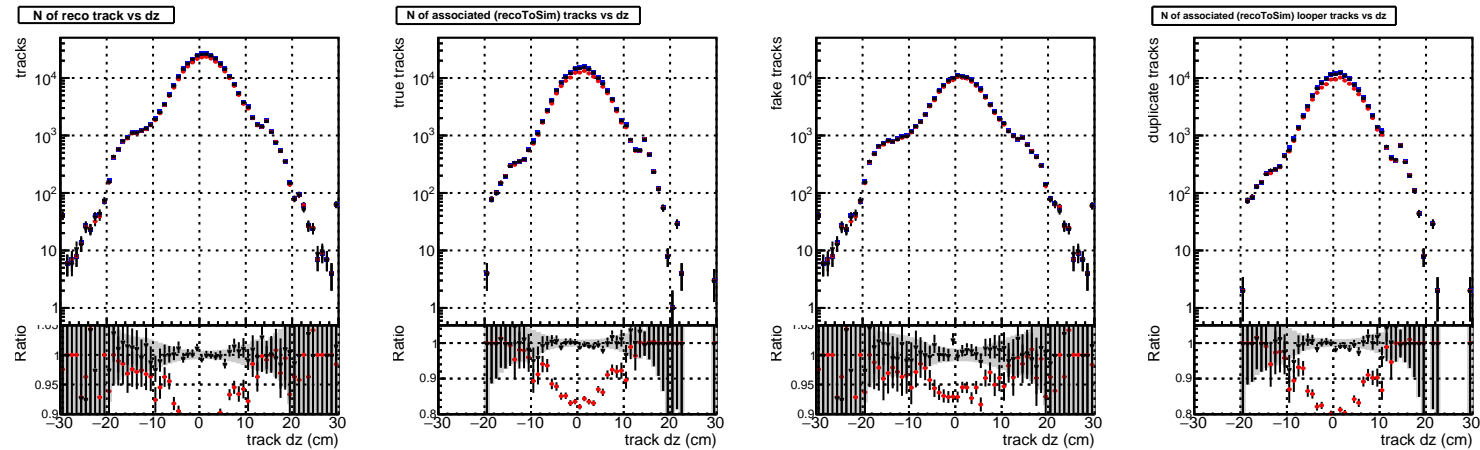 N of reco track vs dz
tracks
10⁴
10³
10²
10
1
Ratio
1
0.95
0.9
−30 −20 −10 0 10 20 30
track dz (cm)
N of associated (recoToSim) tracks vs dz
true tracks
10⁴
10³
10²
10
1
Ratio
1
0.9
0.8
−30 −20 −10 0 10 20 30
track dz (cm)
fake tracks
10⁴
10³
10²
10
1
Ratio
1
0.95
0.9
−30 −20 −10 0 10 20 30
track dz (cm)
N of associated (recoToSim) looper tracks vs dz
duplicate tracks
10⁴
10³
10²
10
1
Ratio
1
0.9
0.8
−30 −20 −10 0 10 20 30
track dz (cm)